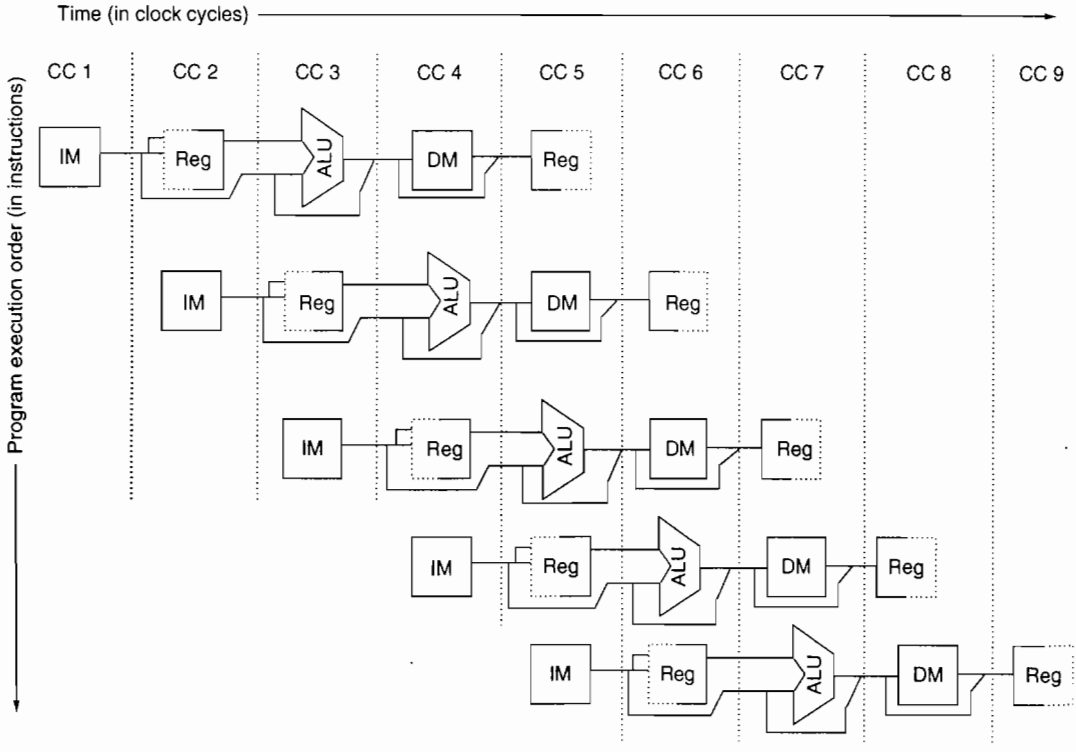 Time (in clock cycles)
CC 1 CC 2 CC 3 CC 4 CC 5 CC 6 CC 7 CC 8 CC 9
Program execution order (in instructions)
IM Reg ALU DM Reg
IM Reg ALU DM Reg
IM Reg ALU DM Reg
IM Reg ALU DM Reg
IM Reg ALU DM Reg